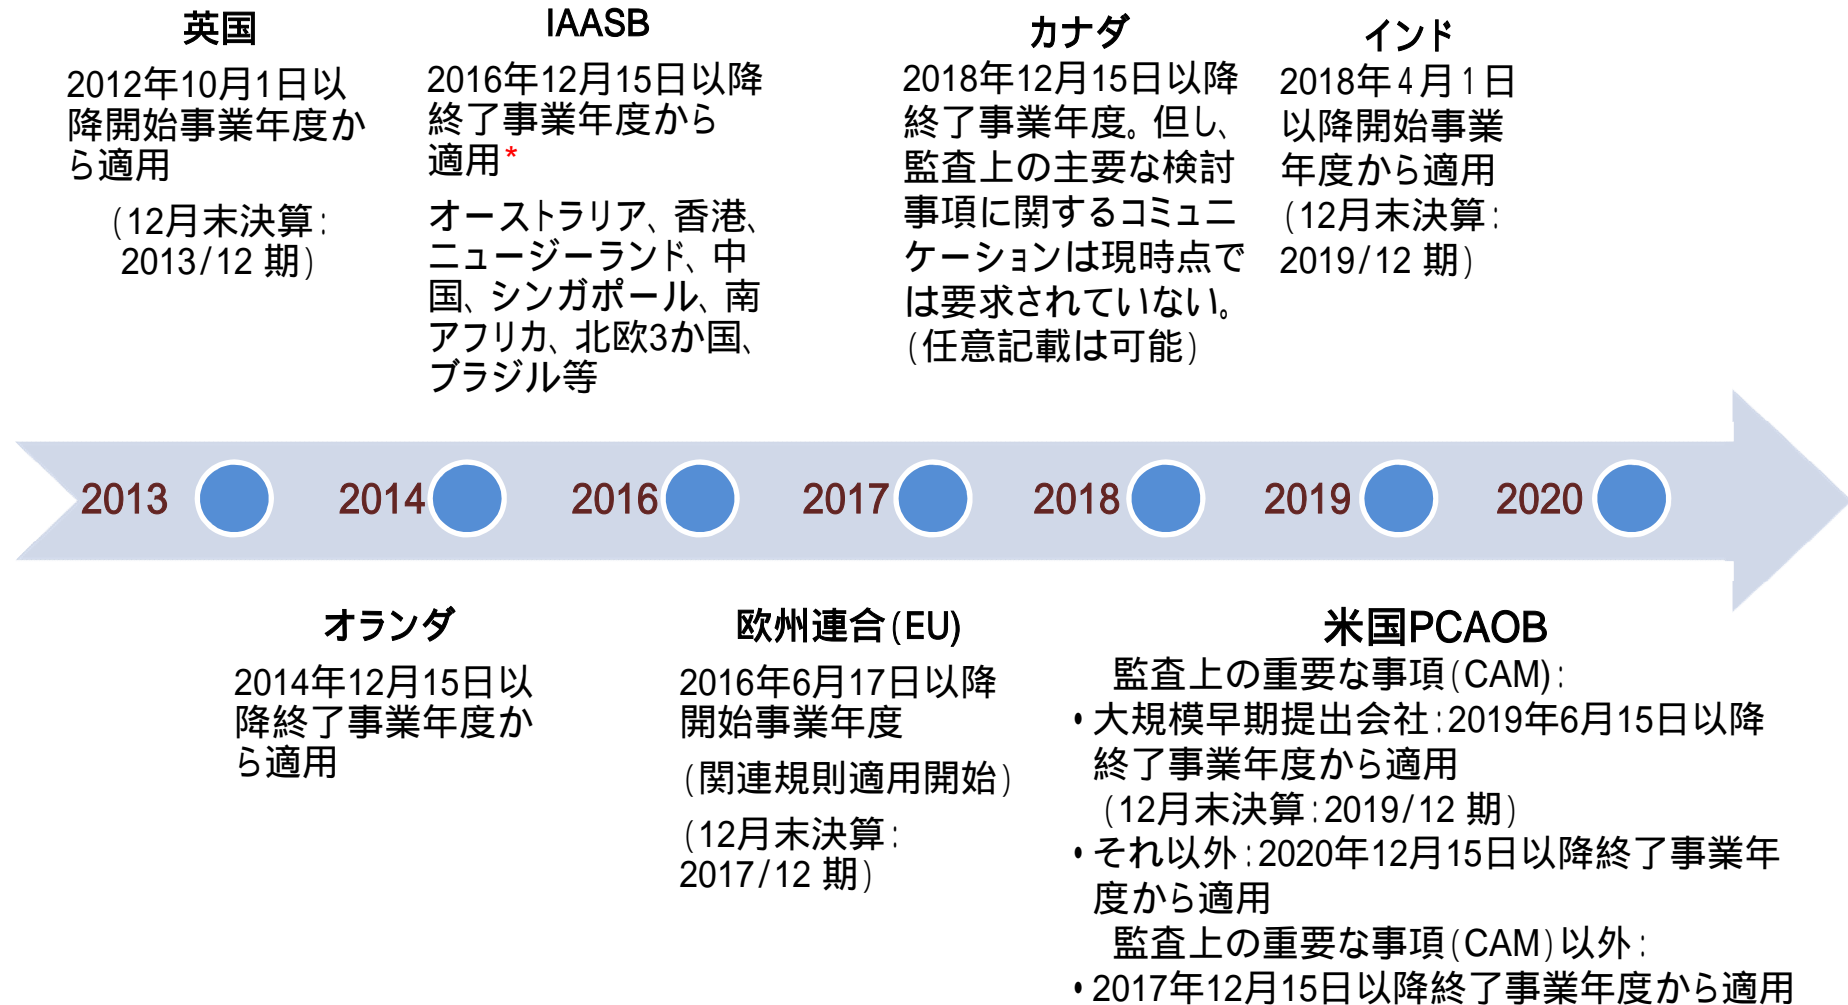 英国
2012年10月1日以
降開始事業年度か
ら適用
(12月末決算:
2013/12 期)
IAASB
2016年12月15日以降
終了事業年度から
適用*
オーストラリア、香港、
ニュージーランド、中
国、シンガポール、南
アフリカ、北欧3か国、
ブラジル等
カナダ
2018年12月15日以降
終了事業年度。但し、
監査上の主要な検討
事項に関するコミュニ
ケーションは現時点で
は要求されていない。
(任意記載は可能)
インド
2018年4月1日
以降開始事業
年度から適用
(12月末決算:
2019/12 期)
2013 2014 2016 2017 2018 2019 2020
オランダ
2014年12月15日以
降終了事業年度か
ら適用
欧州連合(EU)
2016年6月17日以降
開始事業年度
(関連規則適用開始)
(12月末決算:
2017/12 期)
米国PCAOB
監査上の重要な事項(CAM):
・大規模早期提出会社:2019年6月15日以降
終了事業年度から適用
(12月末決算:2019/12 期)
・それ以外:2020年12月15日以降終了事業年
度から適用
監査上の重要な事項(CAM)以外:
・2017年12月15日以降終了事業年度から適用